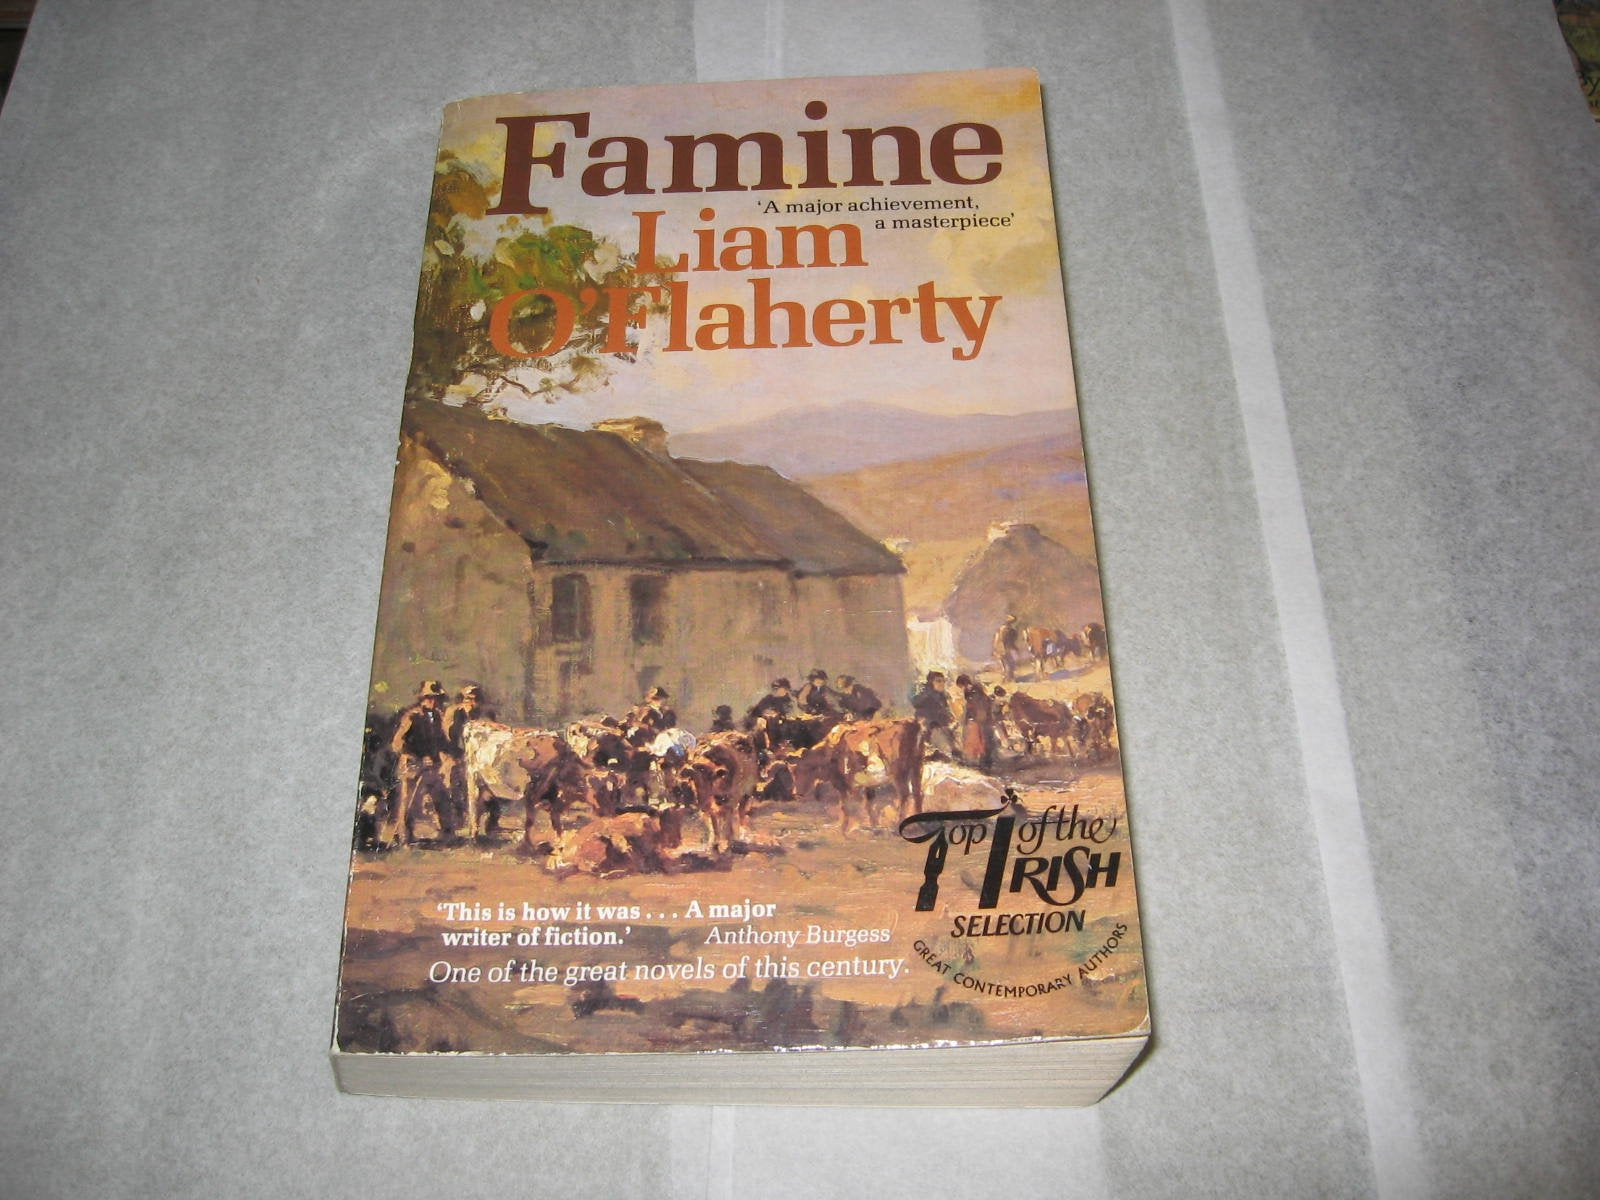 Famine
'A major achievement,
a masterpiece'
Liam
O'Flaherty
Top of the
IRISH
SELECTION
GREAT CONTEMPORARY AUTHORS
'This is how it was . . . A major
writer of fiction.' Anthony Burgess
One of the great novels of this century.